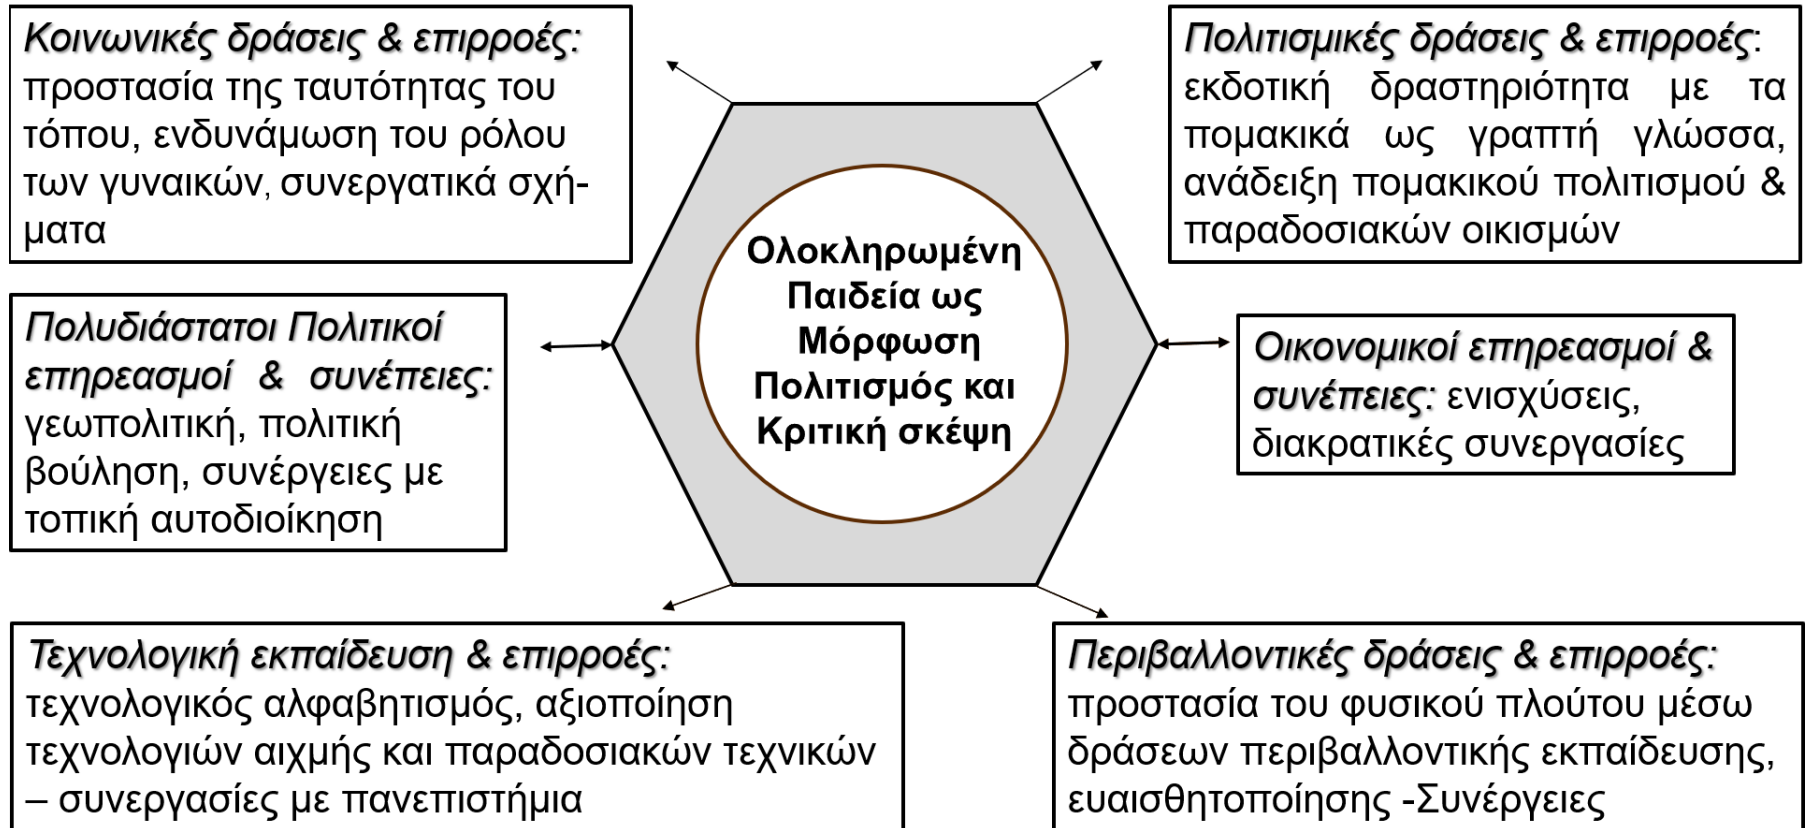 Κοινωνικές δράσεις & επιρροές:
προστασία της ταυτότητας του
τόπου, ενδυνάμωση του ρόλου
των γυναικών, συνεργατικά σχή-
ματα
Πολιτισμικές δράσεις & επιρροές:
εκδοτική δραστηριότητα με τα
πομακικά ως γραπτή γλώσσα,
ανάδειξη πομακικού πολιτισμού &
παραδοσιακών οικισμών
Ολοκληρωμένη
Παιδεία ως
Μόρφωση
Πολιτισμός και
Κριτική σκέψη
Πολυδιάστατοι Πολιτικοί
επηρεασμοί & συνέπειες:
γεωπολιτική, πολιτική
βούληση, συνέργειες με
τοπική αυτοδιοίκηση
Οικονομικοί επηρεασμοί &
συνέπειες: ενισχύσεις,
διακρατικές συνεργασίες
Τεχνολογική εκπαίδευση & επιρροές:
τεχνολογικός αλφαβητισμός, αξιοποίηση
τεχνολογιών αιχμής και παραδοσιακών τεχνικών
– συνεργασίες με πανεπιστήμια
Περιβαλλοντικές δράσεις & επιρροές:
προστασία του φυσικού πλούτου μέσω
δράσεων περιβαλλοντικής εκπαίδευσης,
ευαισθητοποίησης -Συνέργειες